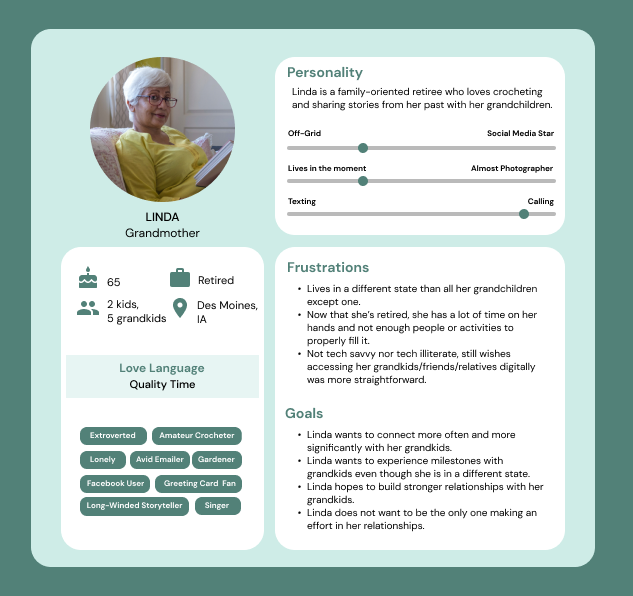 LINDA
Grandmother
65
Retired
2 kids,
5 grandkids
Des Moines,
IA
Love Language
Quality Time
Extroverted
Amateur Crocheter
Lonely
Avid Emailer
Gardener
Facebook User
Greeting Card Fan
Long-Winded Storyteller
Singer
Personality
Linda is a family-oriented retiree who loves crocheting
and sharing stories from her past with her grandchildren.
Off-Grid
Social Media Star
Lives in the moment
Almost Photographer
Texting
Calling
Frustrations
• Lives in a different state than all her grandchildren
except one.
• Now that she’s retired, she has a lot of time on her
hands and not enough people or activities to
properly fill it.
• Not tech savvy nor tech illiterate, still wishes
accessing her grandkids/friends/relatives digitally
was more straightforward.
Goals
• Linda wants to connect more often and more
significantly with her grandkids.
• Linda wants to experience milestones with
grandkids even though she is in a different state.
• Linda hopes to build stronger relationships with her
grandkids.
• Linda does not want to be the only one making an
effort in her relationships.